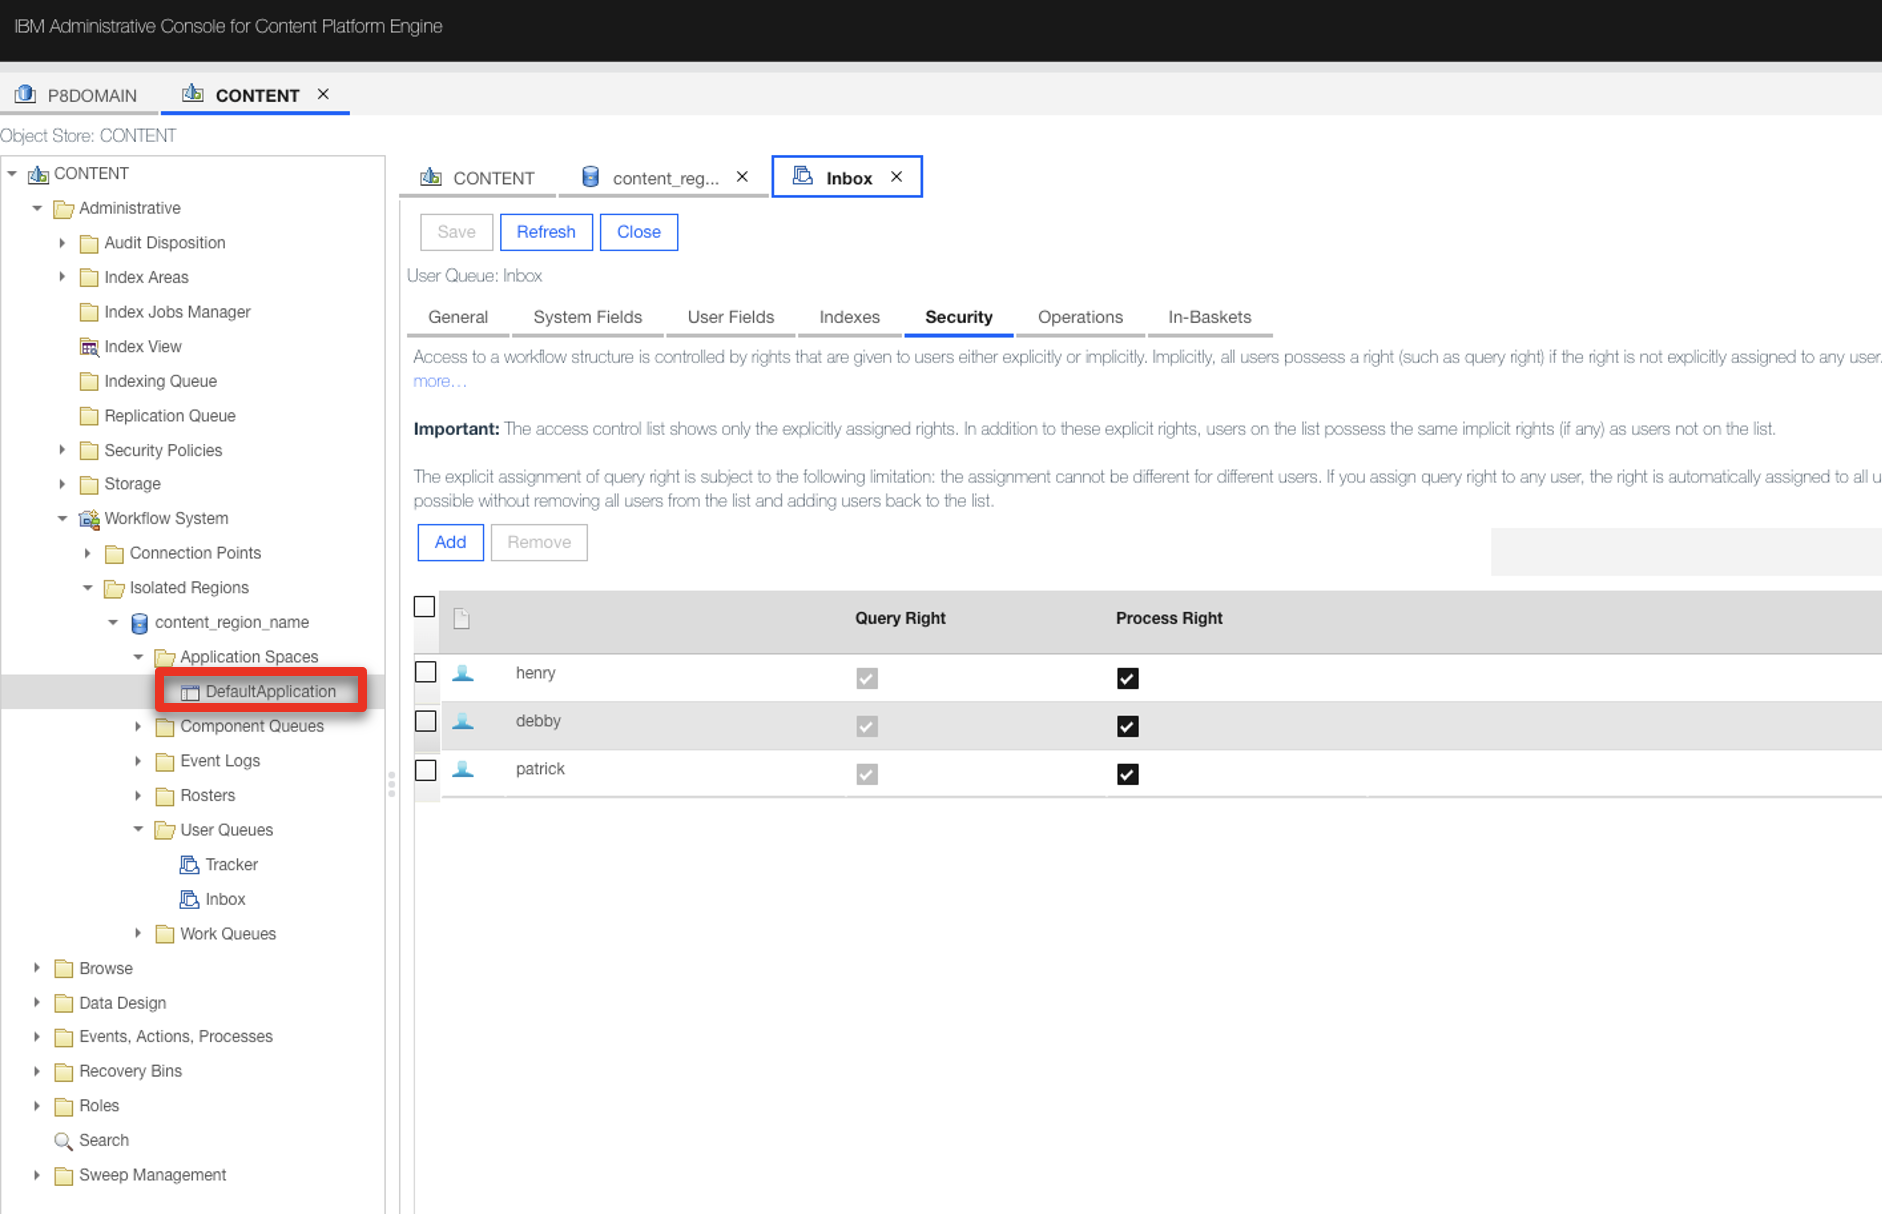 IBM Administrative Console for Content Platform Engine
P8DOMAIN
CONTENT
Object Store: CONTENT
CONTENT
Administrative
Audit Disposition
Index Areas
Index Jobs Manager
Index View
Indexing Queue
Replication Queue
Security Policies
Storage
Workflow System
Connection Points
Isolated Regions
content_region_name
Application Spaces
DefaultApplication
Component Queues
Event Logs
Rosters
User Queues
Tracker
Inbox
Work Queues
Browse
Data Design
Events, Actions, Processes
Recovery Bins
Roles
Search
Sweep Management
CONTENT
content_reg...
Inbox
Save Refresh Close
User Queue: Inbox
General System Fields User Fields Indexes Security Operations In-Baskets
Access to a workflow structure is controlled by rights that are given to users either explicitly or implicitly. Implicitly, all users possess a right (such as query right) if the right is not explicitly assigned to any user.
more...
Important: The access control list shows only the explicitly assigned rights. In addition to these explicit rights, users on the list possess the same implicit rights (if any) as users not on the list.
The explicit assignment of query right is subject to the following limitation: the assignment cannot be different for different users. If you assign query right to any user, the right is automatically assigned to all u
possible without removing all users from the list and adding users back to the list.
Add Remove
Query Right Process Right
henry
debby
patrick